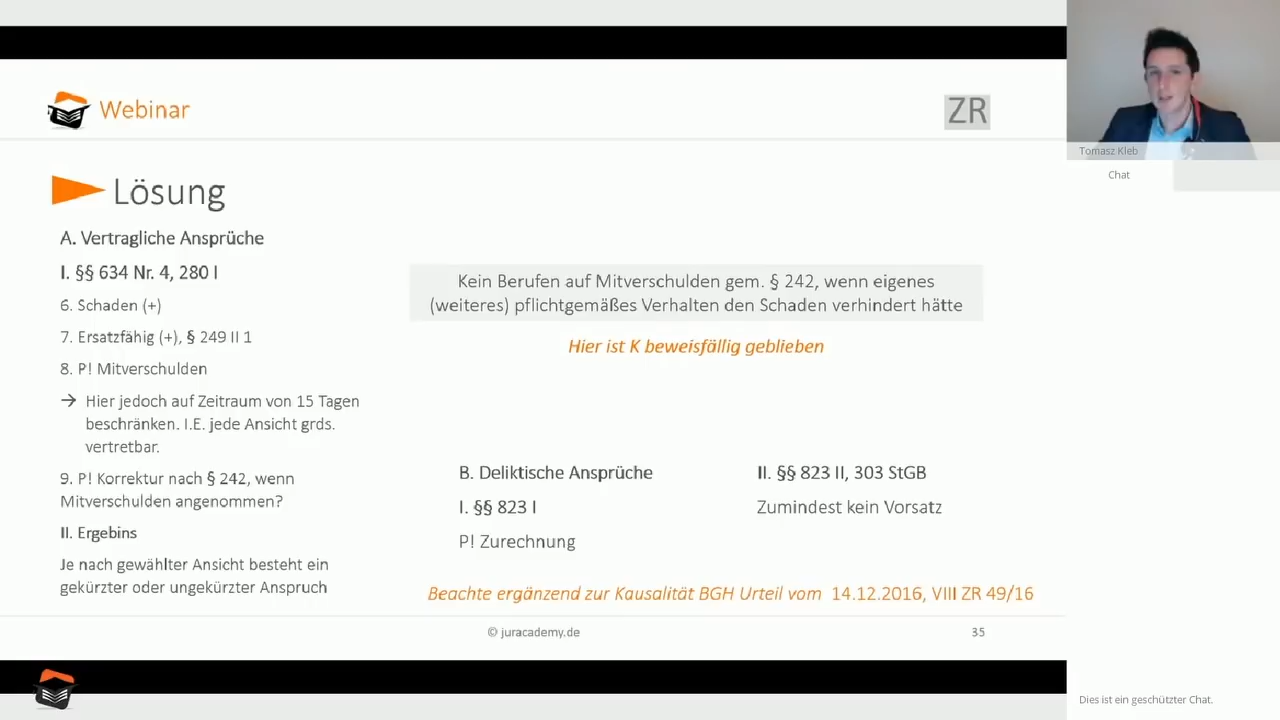 Webinar
ZR
Lösung
A. Vertragliche Ansprüche
I. §§ 634 Nr. 4, 280 I
6. Schaden (+)
7. Ersatzfähig (+), § 249 II 1
8. P! Mitverschulden
→ Hier jedoch auf Zeitraum von 15 Tagen
beschränken. I.E. jede Ansicht grds.
vertretbar.
9. P! Korrektur nach § 242, wenn
Mitverschulden angenommen?
II. Ergebins
Je nach gewählter Ansicht besteht ein
gekürzter oder ungekürzter Anspruch
Kein Berufen auf Mitverschulden gem. § 242, wenn eigenes
(weiteres) pflichtgemäßes Verhalten den Schaden verhindert hätte
Hier ist K beweisfällig geblieben
B. Deliktische Ansprüche
I. §§ 823 I
P! Zurechnung
II. §§ 823 II, 303 StGB
Zumindest kein Vorsatz
Beachte ergänzend zur Kausalität BGH Urteil vom 14.12.2016, VIII ZR 49/16
© juracademy.de
35
Tomasz Kleb
Chat
Dies ist ein geschützter Chat.